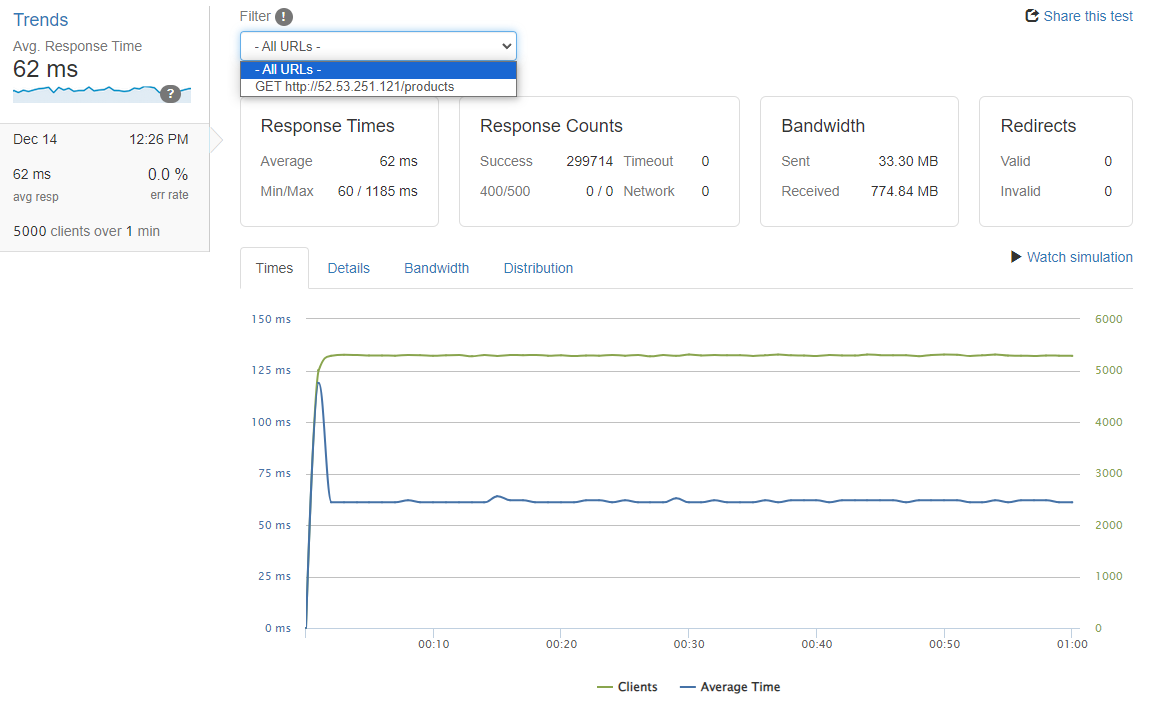 Trends
Avg. Response Time
62 ms
?
Dec 14 12:26 PM
62 ms 0.0 %
avg resp err rate
5000 clients over 1 min
Filter !
Share this test
- All URLs -
- All URLs -
GET http://52.53.251.121/products
Response Times
Average 62 ms
Min/Max 60 / 1185 ms
Response Counts
Success 299714 Timeout 0
400/500 0 / 0 Network 0
Bandwidth
Sent 33.30 MB
Received 774.84 MB
Redirects
Valid 0
Invalid 0
Times Details Bandwidth Distribution
Watch simulation
150 ms 6000
125 ms 5000
100 ms 4000
75 ms 3000
50 ms 2000
25 ms 1000
0 ms 0
00:10 00:20 00:30 00:40 00:50 01:00
Clients Average Time